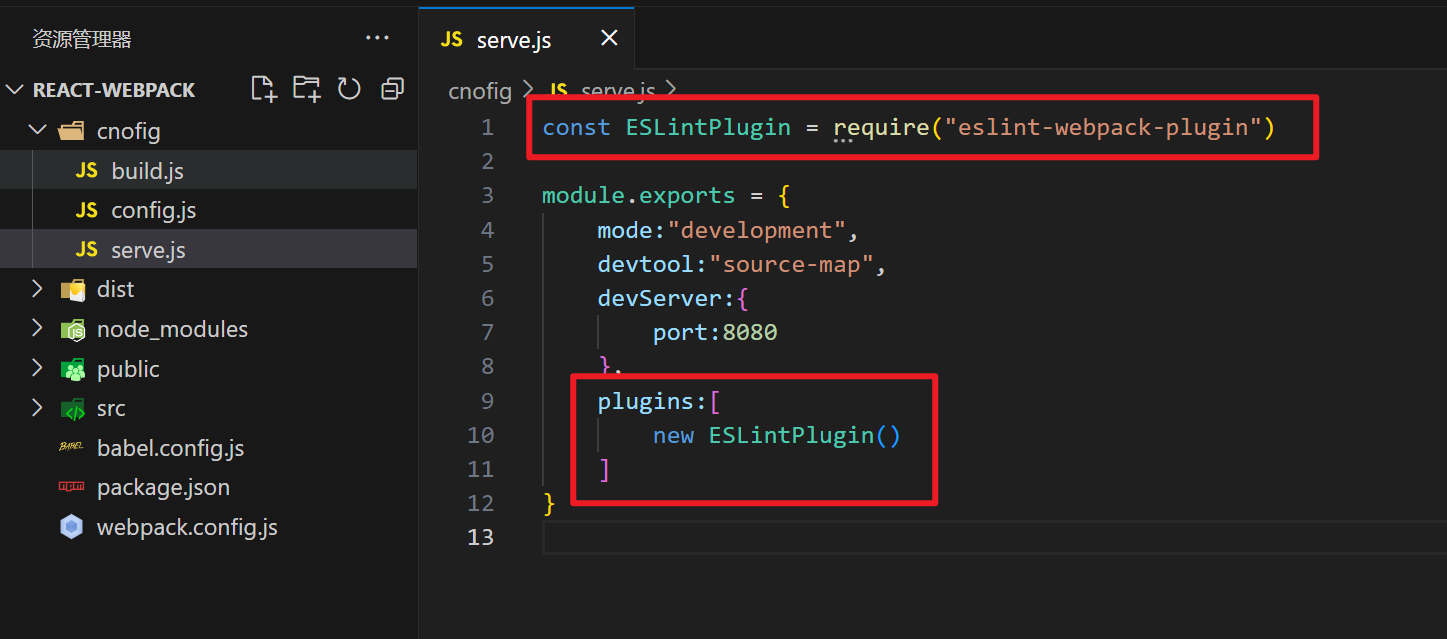 资源管理器 ···
REACT-WEBPACK
cnofig
JS build.js
JS config.js
JS serve.js
dist
node_modules
public
src
BABEL babel.config.js
npm package.json
webpack.config.js
JS serve.js
cnofig > JS serve.js >
1 const ESLintPlugin = require("eslint-webpack-plugin")
2
3 module.exports = {
4 mode:"development",
5 devtool:"source-map",
6 devServer:{
7 port:8080
8 },
9 plugins:[
10 new ESLintPlugin()
11 ]
12 }
13